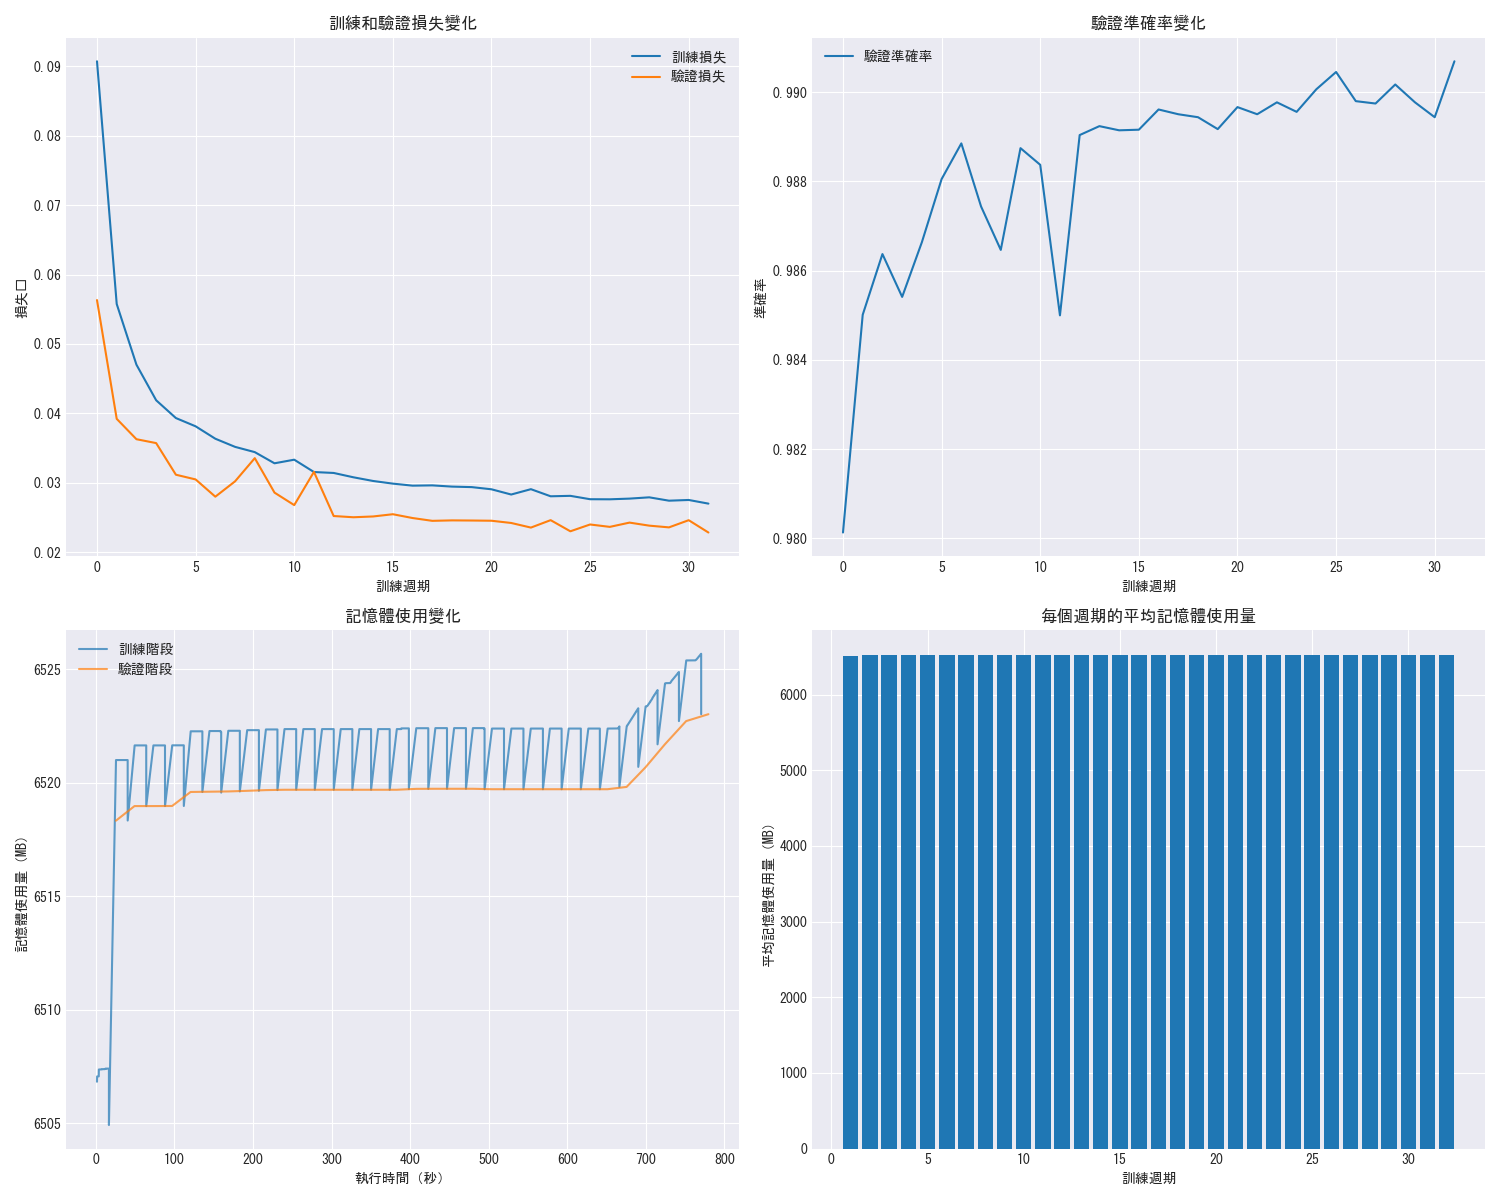 訓練和驗證損失變化
訓練損失
驗證損失
0.09
0.08
0.07
0.06
0.05
0.04
0.03
0.02
損失口
0 5 10 15 20 25 30
訓練週期
驗證準確率變化
驗證準確率
0.990
0.988
0.986
0.984
0.982
0.980
準確率
0 5 10 15 20 25 30
訓練週期
記憶體使用變化
訓練階段
驗證階段
6525
6520
6515
6510
6505
記憶體使用量 (MB)
0 100 200 300 400 500 600 700 800
執行時間 (秒)
每個週期的平均記憶體使用量
6000
5000
4000
3000
2000
1000
0
平均記憶體使用量 (MB)
0 5 10 15 20 25 30
訓練週期